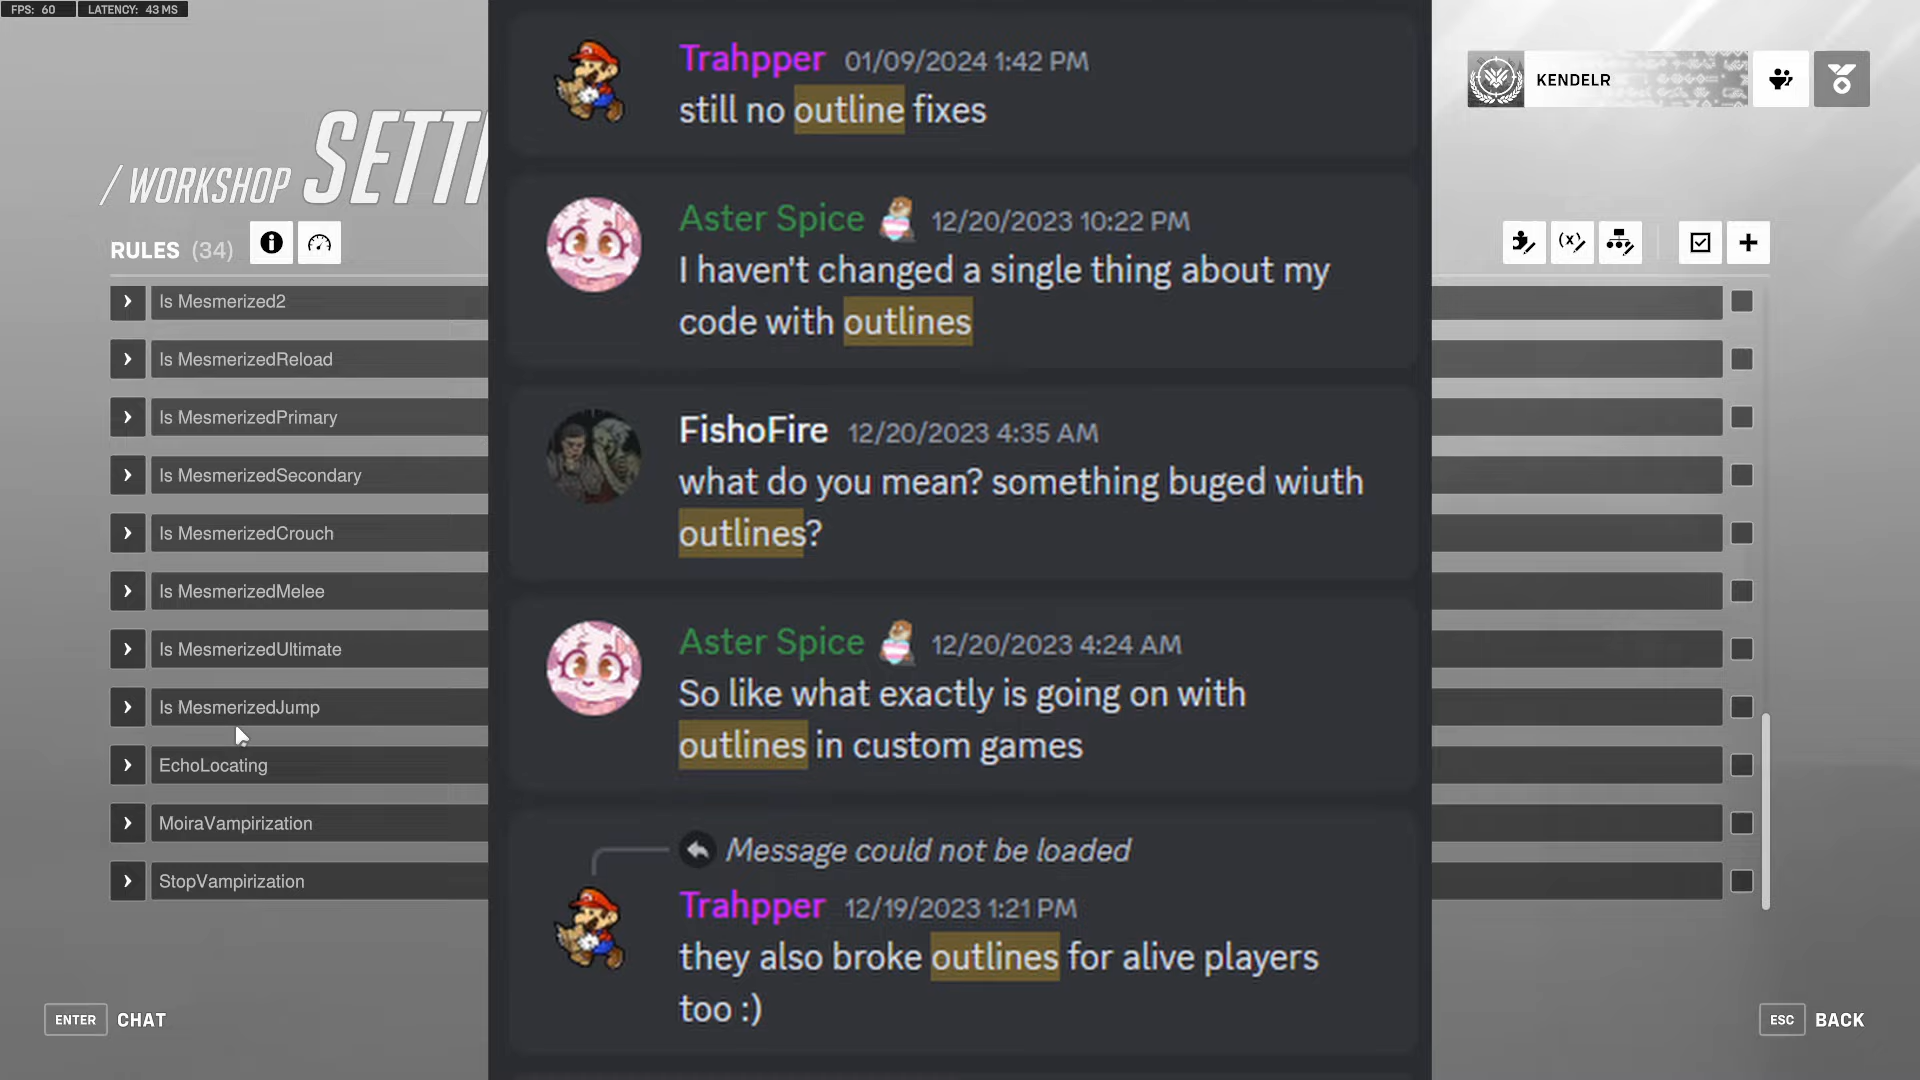 FPS: 60
LATENCY: 43 MS
/ WORKSHOP SETTI
RULES (34)
Is Mesmerized2
Is MesmerizedReload
Is MesmerizedPrimary
Is MesmerizedSecondary
Is MesmerizedCrouch
Is MesmerizedMelee
Is MesmerizedUltimate
Is MesmerizedJump
EchoLocating
MoiraVampirization
StopVampirization
ENTER CHAT
Trahpper 01/09/2024 1:42 PM
still no outline fixes
Aster Spice 12/20/2023 10:22 PM
I haven't changed a single thing about my
code with outlines
FishoFire 12/20/2023 4:35 AM
what do you mean? something buged wiuth
outlines?
Aster Spice 12/20/2023 4:24 AM
So like what exactly is going on with
outlines in custom games
Message could not be loaded
Trahpper 12/19/2023 1:21 PM
they also broke outlines for alive players
too :)
KENDELR
(x)
ESC BACK